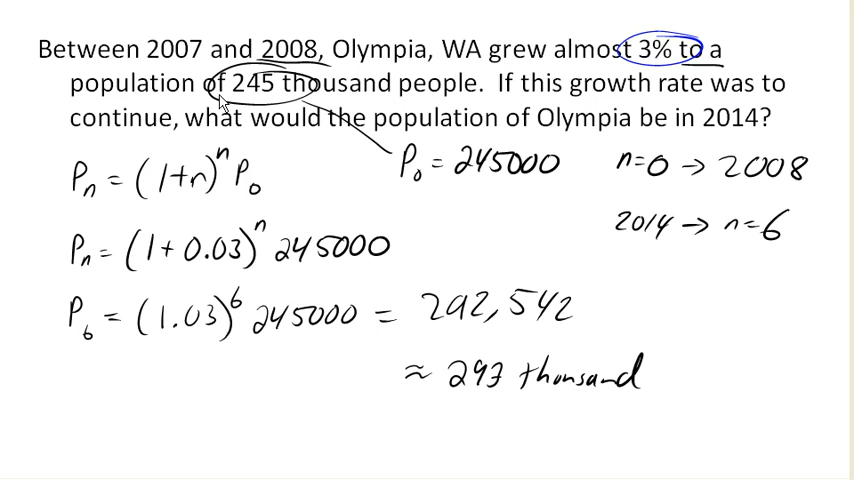 Between 2007 and 2008, Olympia, WA grew almost 3% to a
population of 245 thousand people. If this growth rate was to
continue, what would the population of Olympia be in 2014?
Pₙ = (1+r)ⁿ P₀
P₀ = 245000
n=0 → 2008
2014 → n=6
Pₙ = (1 + 0.03)ⁿ 245000
P₆ = (1.03)⁶ 245000 = 292,542
≈ 293 thousand